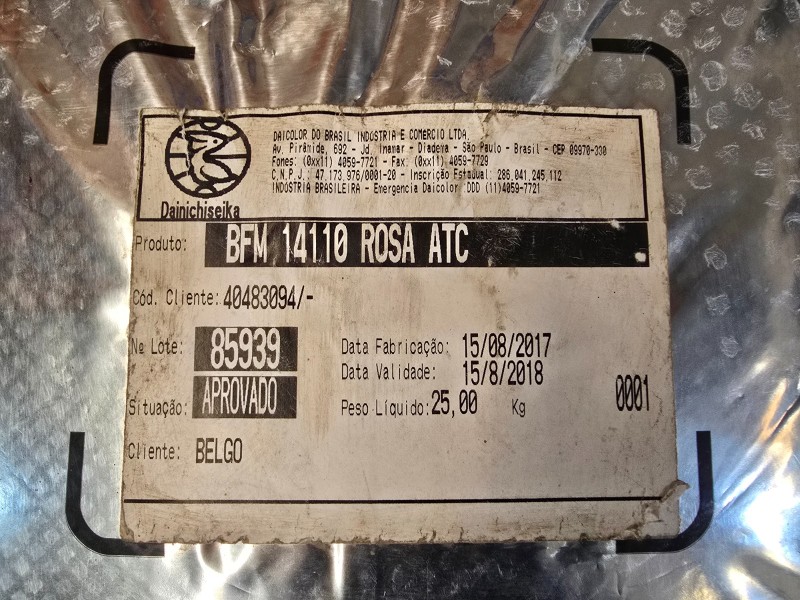 DAICOLOR DO BRASIL INDÚSTRIA E COMERCIO LTDA.
Av. Pirâmide, 692 - Jd. Inamar - Diadema - São Paulo - Brasil - CEP 09970-330
Fones: (0xx11) 4059-7721 - Fax: (0xx11) 4059-7729
C.N.P.J.: 47.173.976/0001-20 - Inscrição Estadual: 286.041.245.112
INDÚSTRIA BRASILEIRA - Emergencia Daicolor: DDD (11)4059-7721
Dainichiseika
Produto: BFM 14110 ROSA ATC
Cód. Cliente: 40483094/-
Nº Lote: 85939 Data Fabricação: 15/08/2017
Data Validade: 15/8/2018
Situação: APROVADO Peso Líquido: 25,00 Kg 0001
Cliente: BELGO